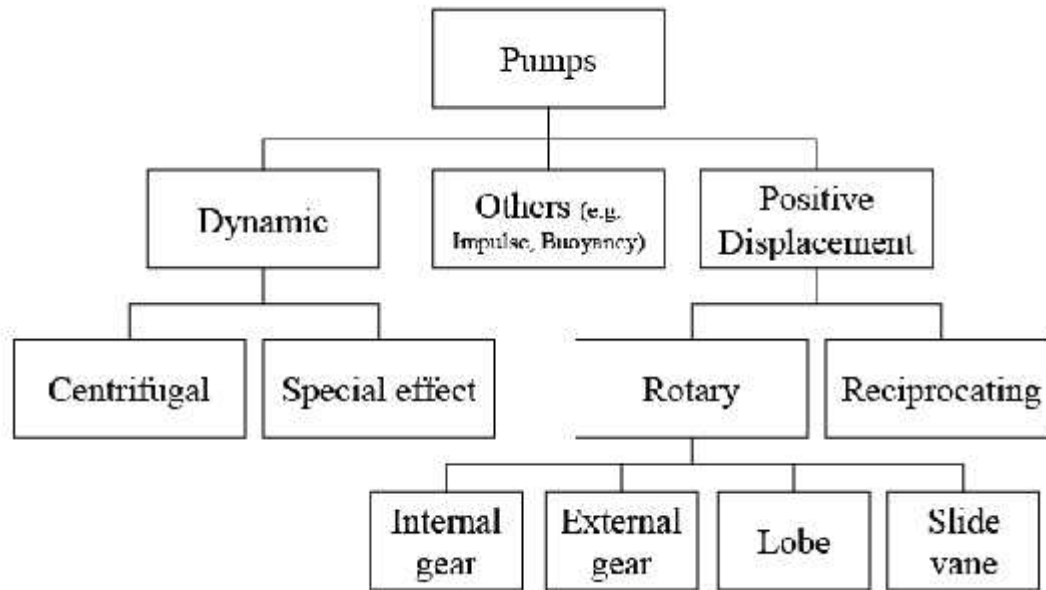 Pumps
Dynamic
Others (e.g.
Impulse, Buoyancy)
Positive
Displacement
Centrifugal
Special effect
Rotary
Reciprocating
Internal
gear
External
gear
Lobe
Slide
vane